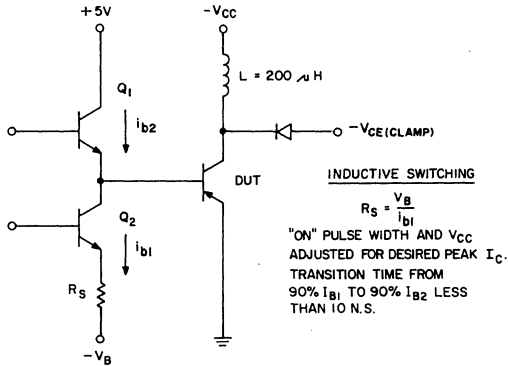 +5V
-VCC
L = 200 μH
Q1
ib2
-VCE(CLAMP)
DUT
INDUCTIVE SWITCHING
RS = VB / ib1
Q2
ib1
"ON" PULSE WIDTH AND VCC
ADJUSTED FOR DESIRED PEAK IC.
TRANSITION TIME FROM
90% IB1 TO 90% IB2 LESS
THAN 10 N.S.
RS
-VB